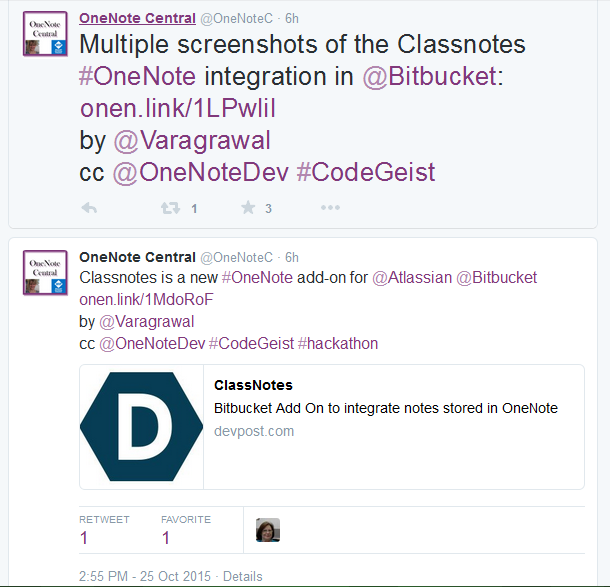 OneNote Central @OneNoteC · 6h
Multiple screenshots of the Classnotes
#OneNote integration in @Bitbucket:
onen.link/1LPwliI
by @Varagrawal
cc @OneNoteDev #CodeGeist
1 3
OneNote Central
OneNote Central @OneNoteC · 6h
Classnotes is a new #OneNote add-on for @Atlassian @Bitbucket
onen.link/1MdoRoF
by @Varagrawal
cc @OneNoteDev #CodeGeist #hackathon
OneNote Central
D
ClassNotes
Bitbucket Add On to integrate notes stored in OneNote
devpost.com
RETWEET FAVORITE
1 1
2:55 PM - 25 Oct 2015 · Details